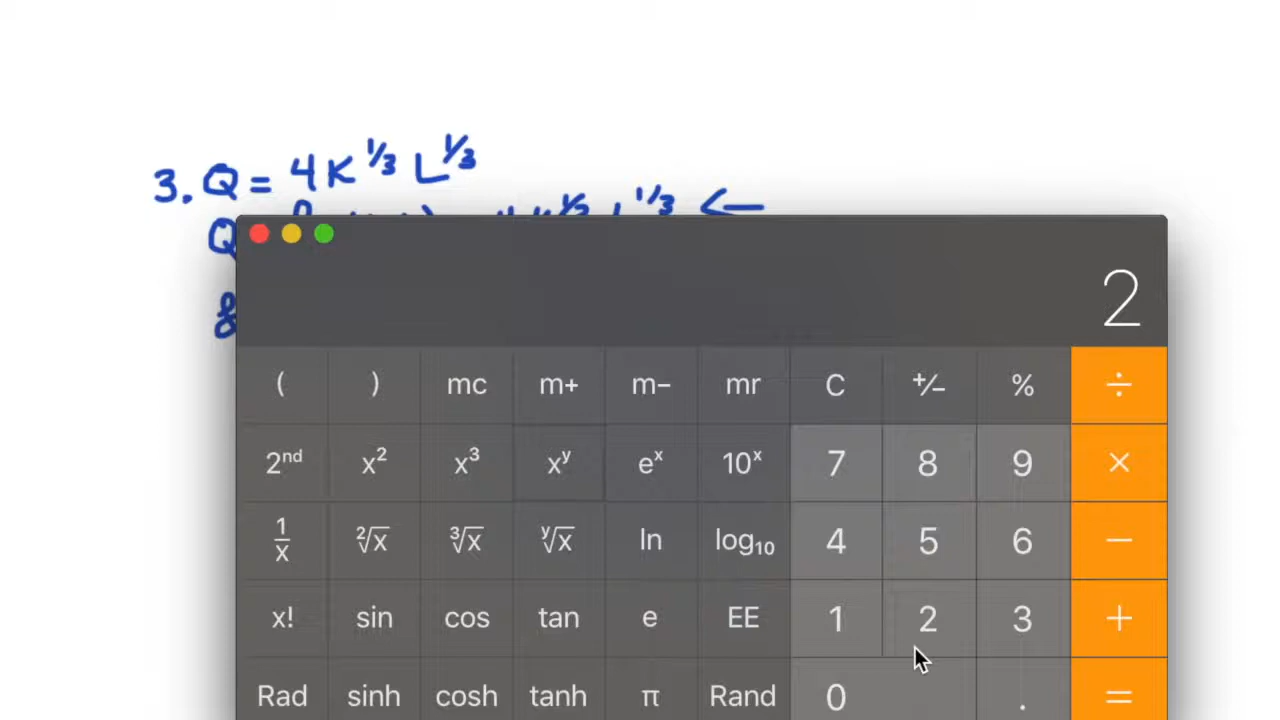 3. Q = 4K^1/3 L^1/3
Q L^1/3 ←
2
( ) mc m+ m− mr C +/− % ÷
2nd x² x³ xʸ eˣ 10ˣ 7 8 9 ×
1/x ²√x ³√x ʸ√x ln log₁₀ 4 5 6 −
x! sin cos tan e EE 1 2 3 +
Rad sinh cosh tanh π Rand 0 . =